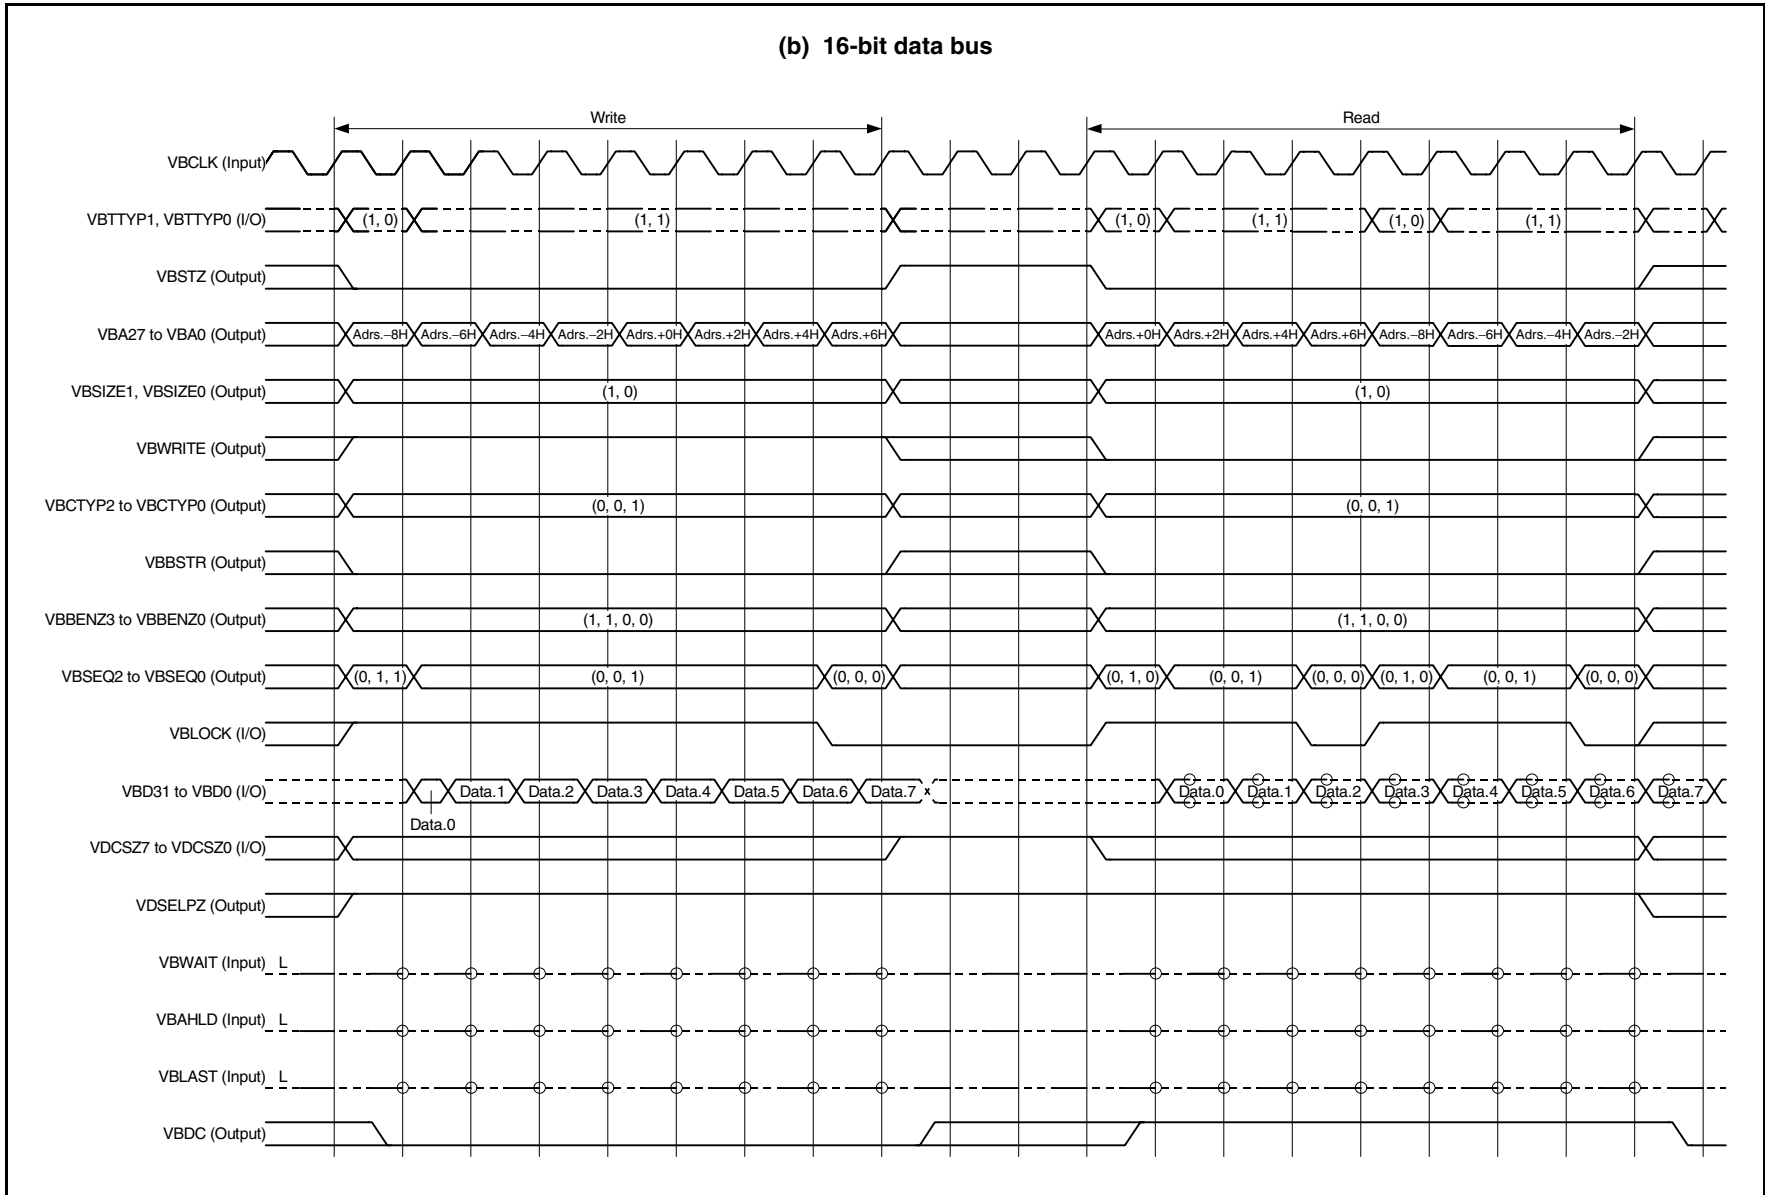 (b) 16-bit data bus
Write Read
VBCLK (Input)
VBTTYP1, VBTTYP0 (I/O) (1, 0) (1, 1) (1, 0) (1, 1) (1, 0) (1, 1)
VBSTZ (Output)
VBA27 to VBA0 (Output) Adrs.–8H Adrs.–6H Adrs.–4H Adrs.–2H Adrs.+0H Adrs.+2H Adrs.+4H Adrs.+6H Adrs.+0H Adrs.+2H Adrs.+4H Adrs.+6H Adrs.–8H Adrs.–6H Adrs.–4H Adrs.–2H
VBSIZE1, VBSIZE0 (Output) (1, 0) (1, 0)
VBWRITE (Output)
VBCTYP2 to VBCTYP0 (Output) (0, 0, 1) (0, 0, 1)
VBBSTR (Output)
VBBENZ3 to VBBENZ0 (Output) (1, 1, 0, 0) (1, 1, 0, 0)
VBSEQ2 to VBSEQ0 (Output) (0, 1, 1) (0, 0, 1) (0, 0, 0) (0, 1, 0) (0, 0, 1) (0, 0, 0) (0, 1, 0) (0, 0, 1) (0, 0, 0)
VBLOCK (I/O)
VBD31 to VBD0 (I/O) Data.1 Data.2 Data.3 Data.4 Data.5 Data.6 Data.7 Data.0 Data.1 Data.2 Data.3 Data.4 Data.5 Data.6 Data.7
Data.0
VDCSZ7 to VDCSZ0 (I/O)
VDSELPZ (Output)
VBWAIT (Input) L
VBAHLD (Input) L
VBLAST (Input) L
VBDC (Output)